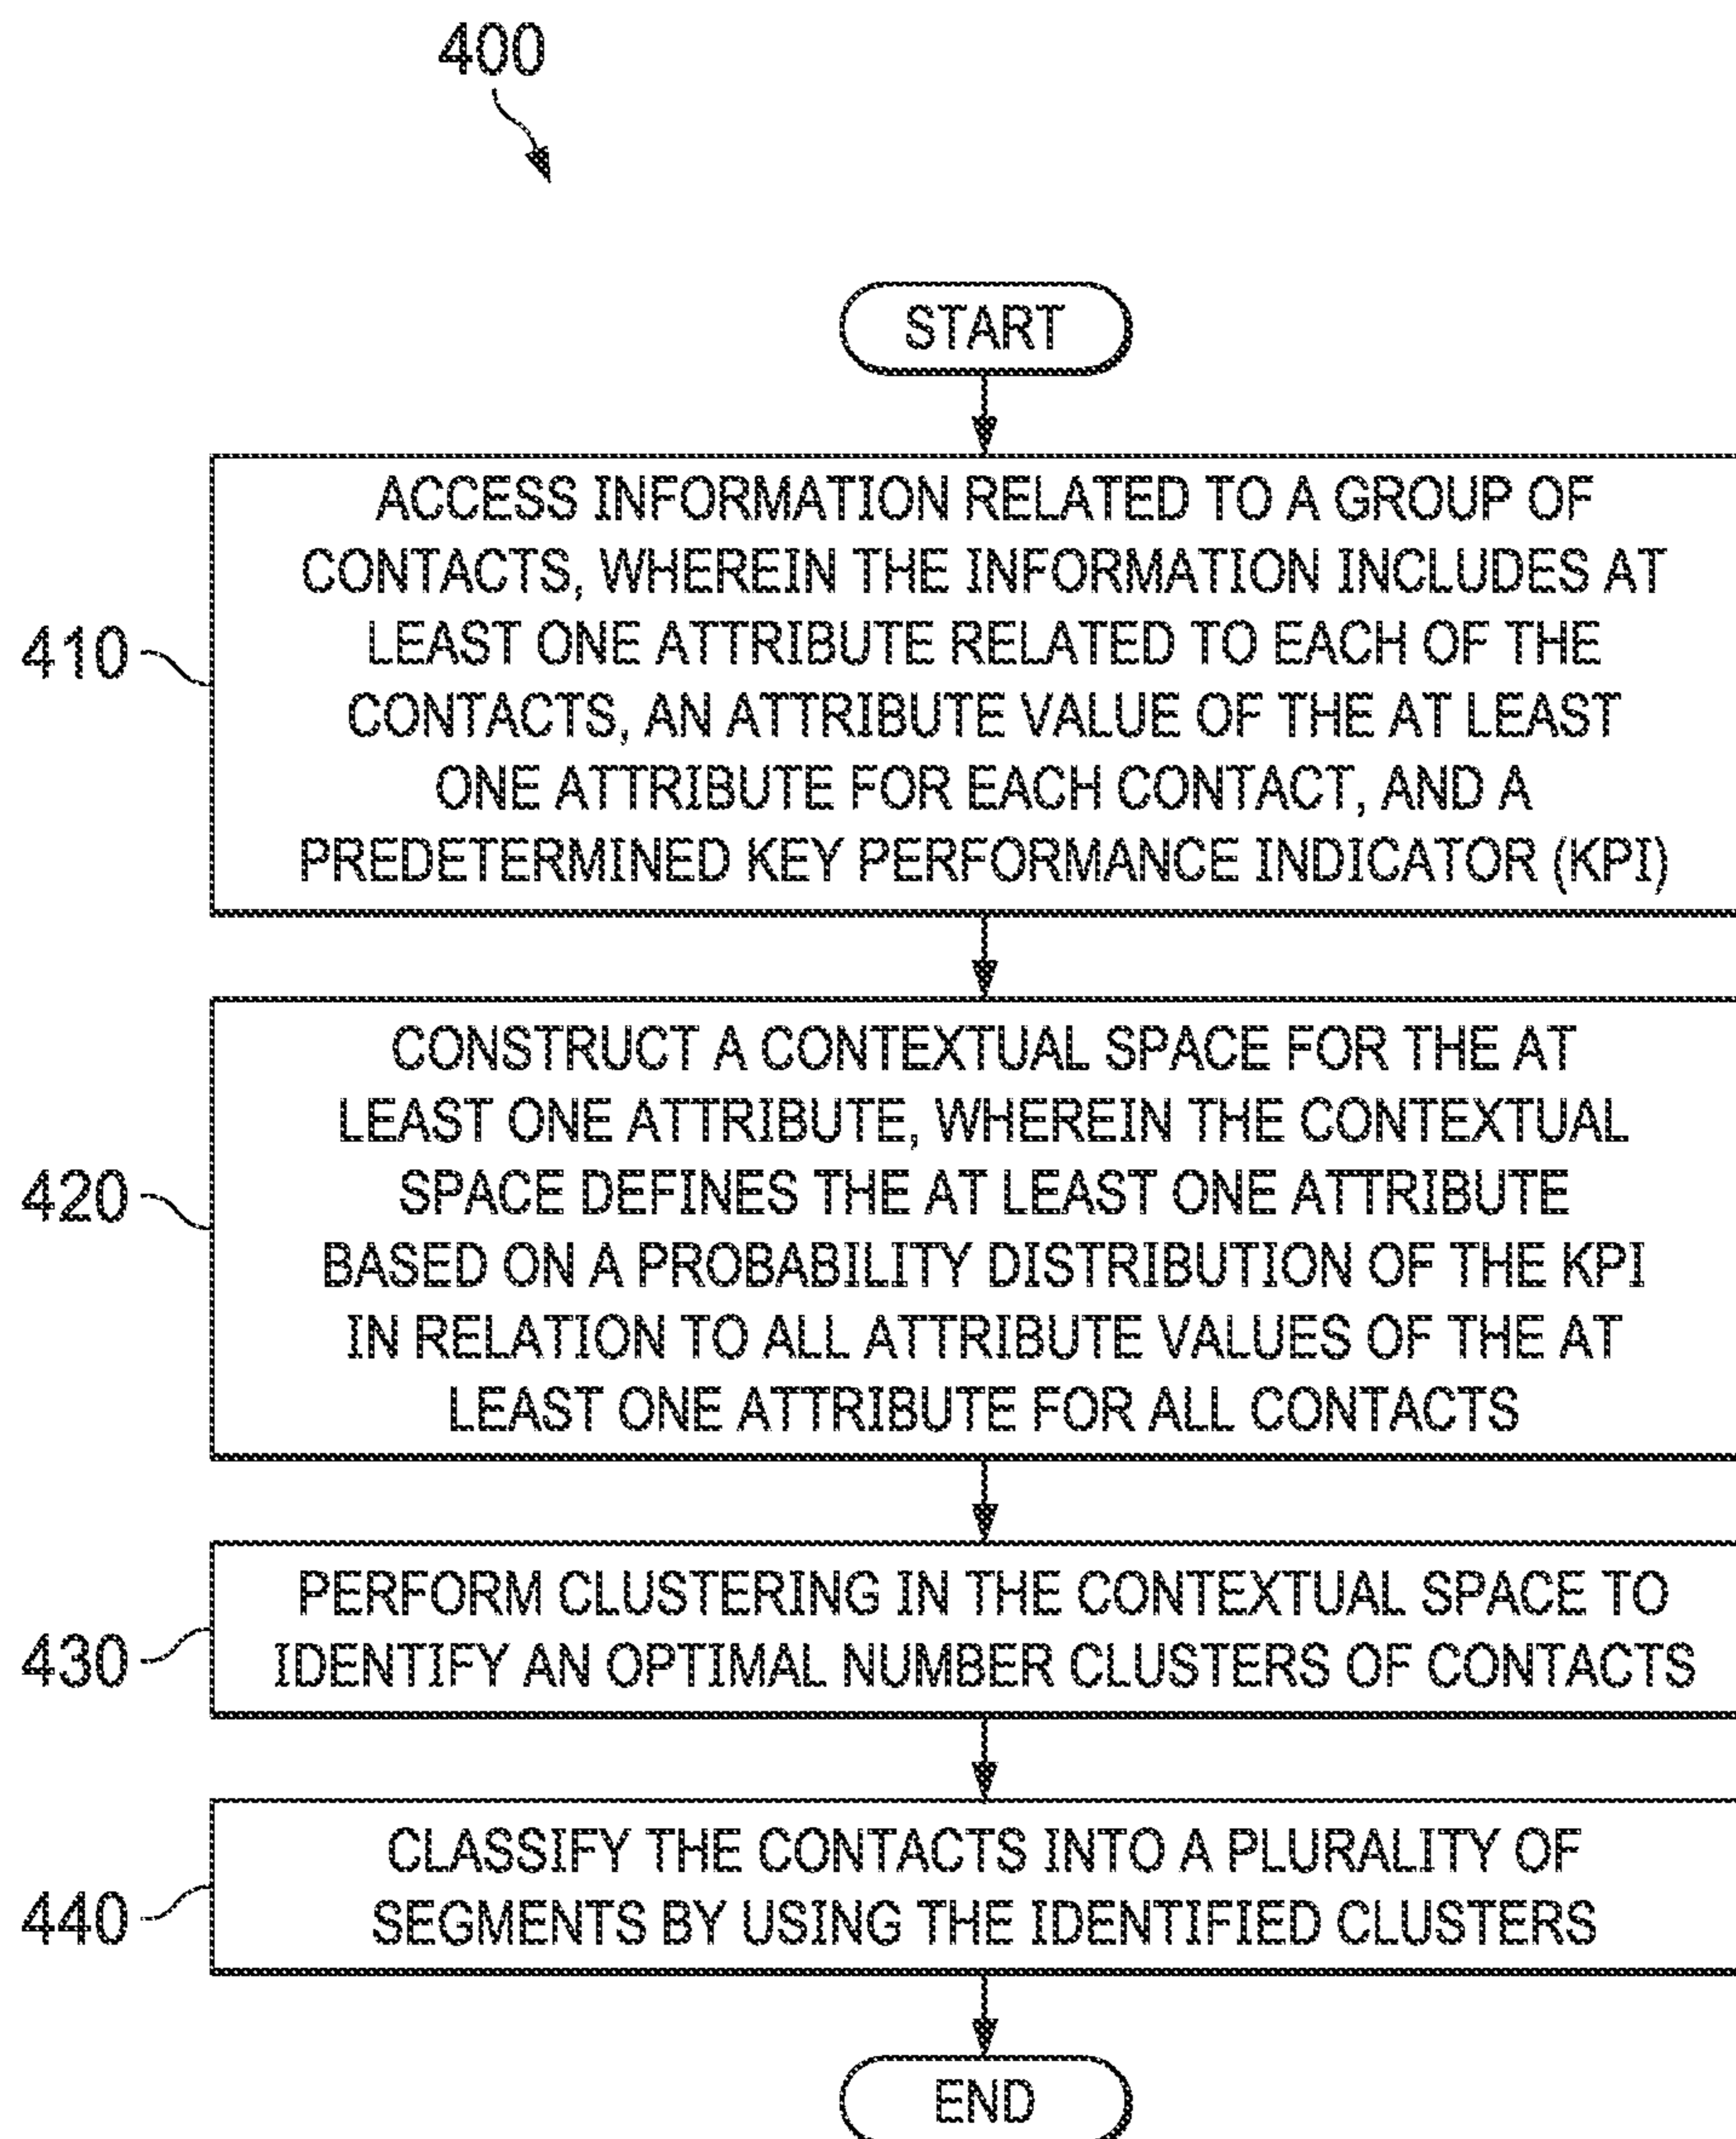 400
START
ACCESS INFORMATION RELATED TO A GROUP OF
CONTACTS, WHEREIN THE INFORMATION INCLUDES AT
LEAST ONE ATTRIBUTE RELATED TO EACH OF THE
CONTACTS, AN ATTRIBUTE VALUE OF THE AT LEAST
ONE ATTRIBUTE FOR EACH CONTACT, AND A
PREDETERMINED KEY PERFORMANCE INDICATOR (KPI)
410
CONSTRUCT A CONTEXTUAL SPACE FOR THE AT
LEAST ONE ATTRIBUTE, WHEREIN THE CONTEXTUAL
SPACE DEFINES THE AT LEAST ONE ATTRIBUTE
BASED ON A PROBABILITY DISTRIBUTION OF THE KPI
IN RELATION TO ALL ATTRIBUTE VALUES OF THE AT
LEAST ONE ATTRIBUTE FOR ALL CONTACTS
420
PERFORM CLUSTERING IN THE CONTEXTUAL SPACE TO
IDENTIFY AN OPTIMAL NUMBER CLUSTERS OF CONTACTS
430
CLASSIFY THE CONTACTS INTO A PLURALITY OF
SEGMENTS BY USING THE IDENTIFIED CLUSTERS
440
END